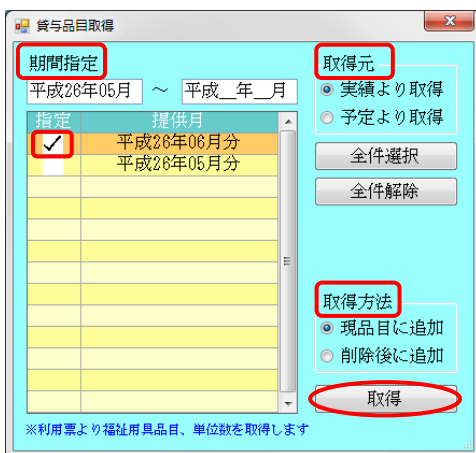 貸与品目取得
期間指定
平成26年05月 ～ 平成__年__月
指定 提供月
平成26年06月分
平成26年05月分
取得元
実績より取得
予定より取得
全件選択
全件解除
取得方法
現品目に追加
削除後に追加
取得
※利用票より福祉用具品目、単位数を取得します